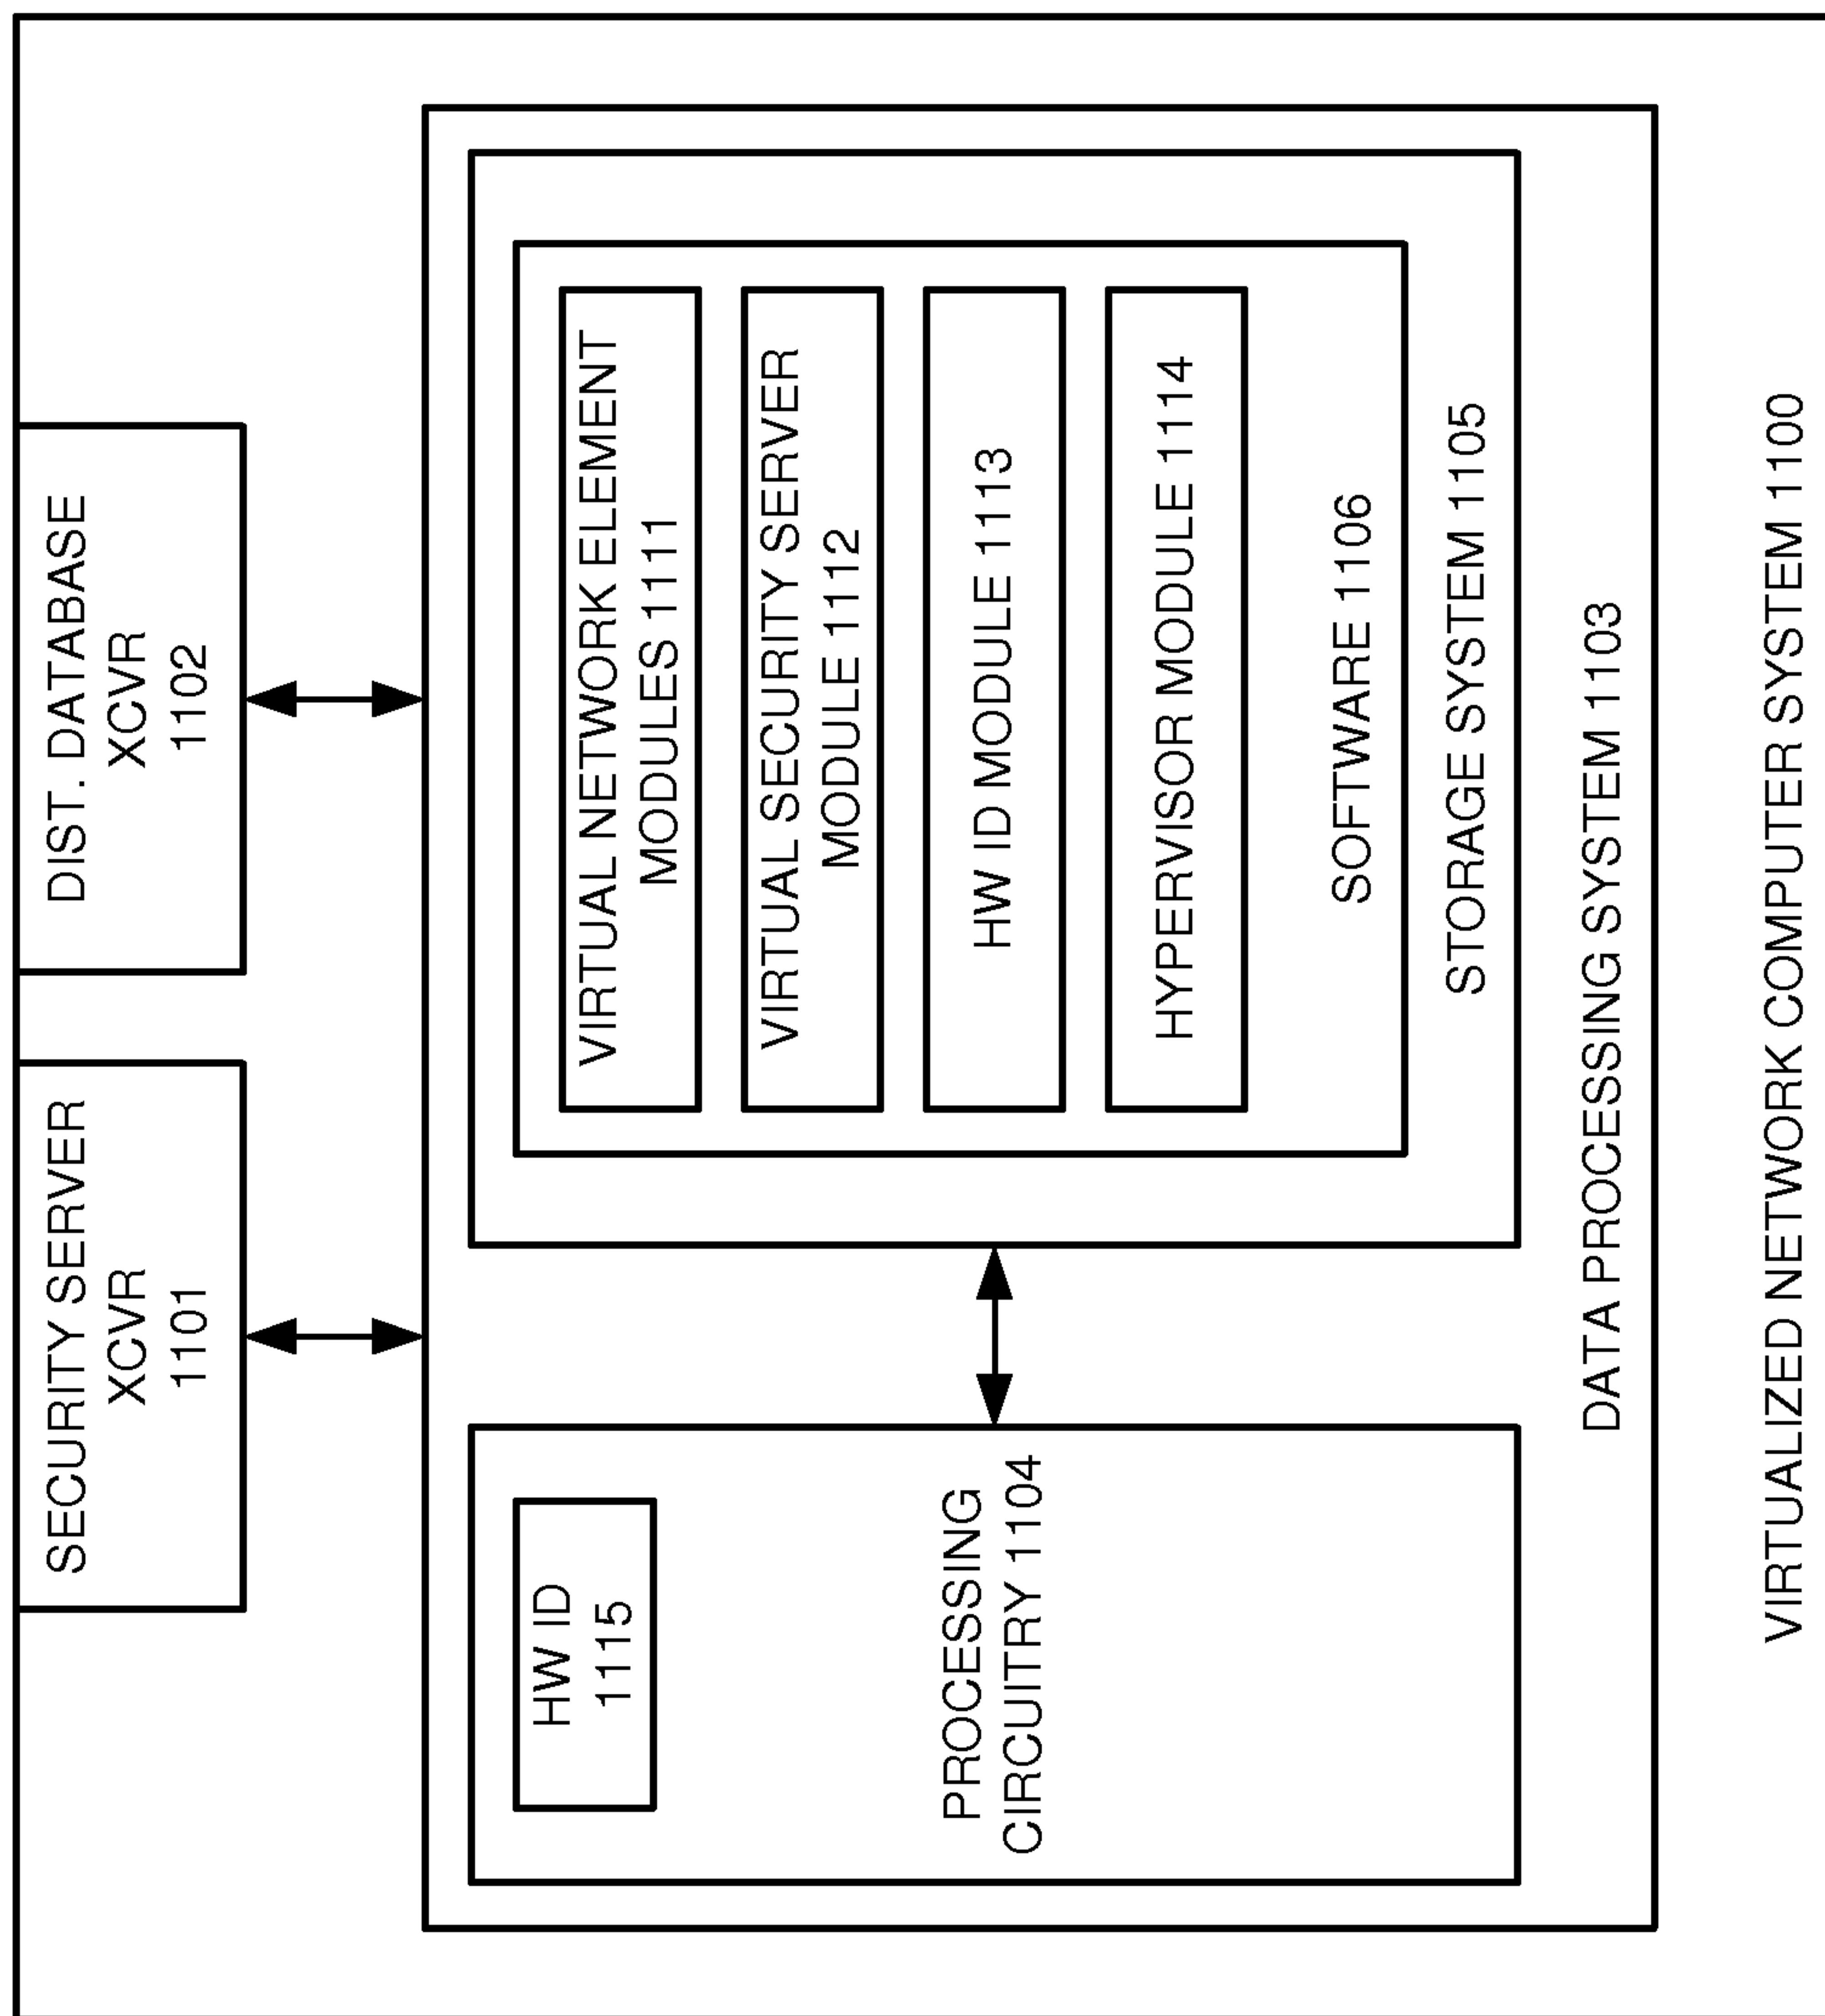 SECURITY SERVER
XCVR
1101
DIST. DATABASE
XCVR
1102
HW ID
1115
PROCESSING
CIRCUITRY 1104
VIRTUAL NETWORK ELEMENT
MODULES 1111
VIRTUAL SECURITY SERVER
MODULE 1112
HW ID MODULE 1113
HYPERVISOR MODULE 1114
SOFTWARE 1106
STORAGE SYSTEM 1105
DATA PROCESSING SYSTEM 1103
VIRTUALIZED NETWORK COMPUTER SYSTEM 1100